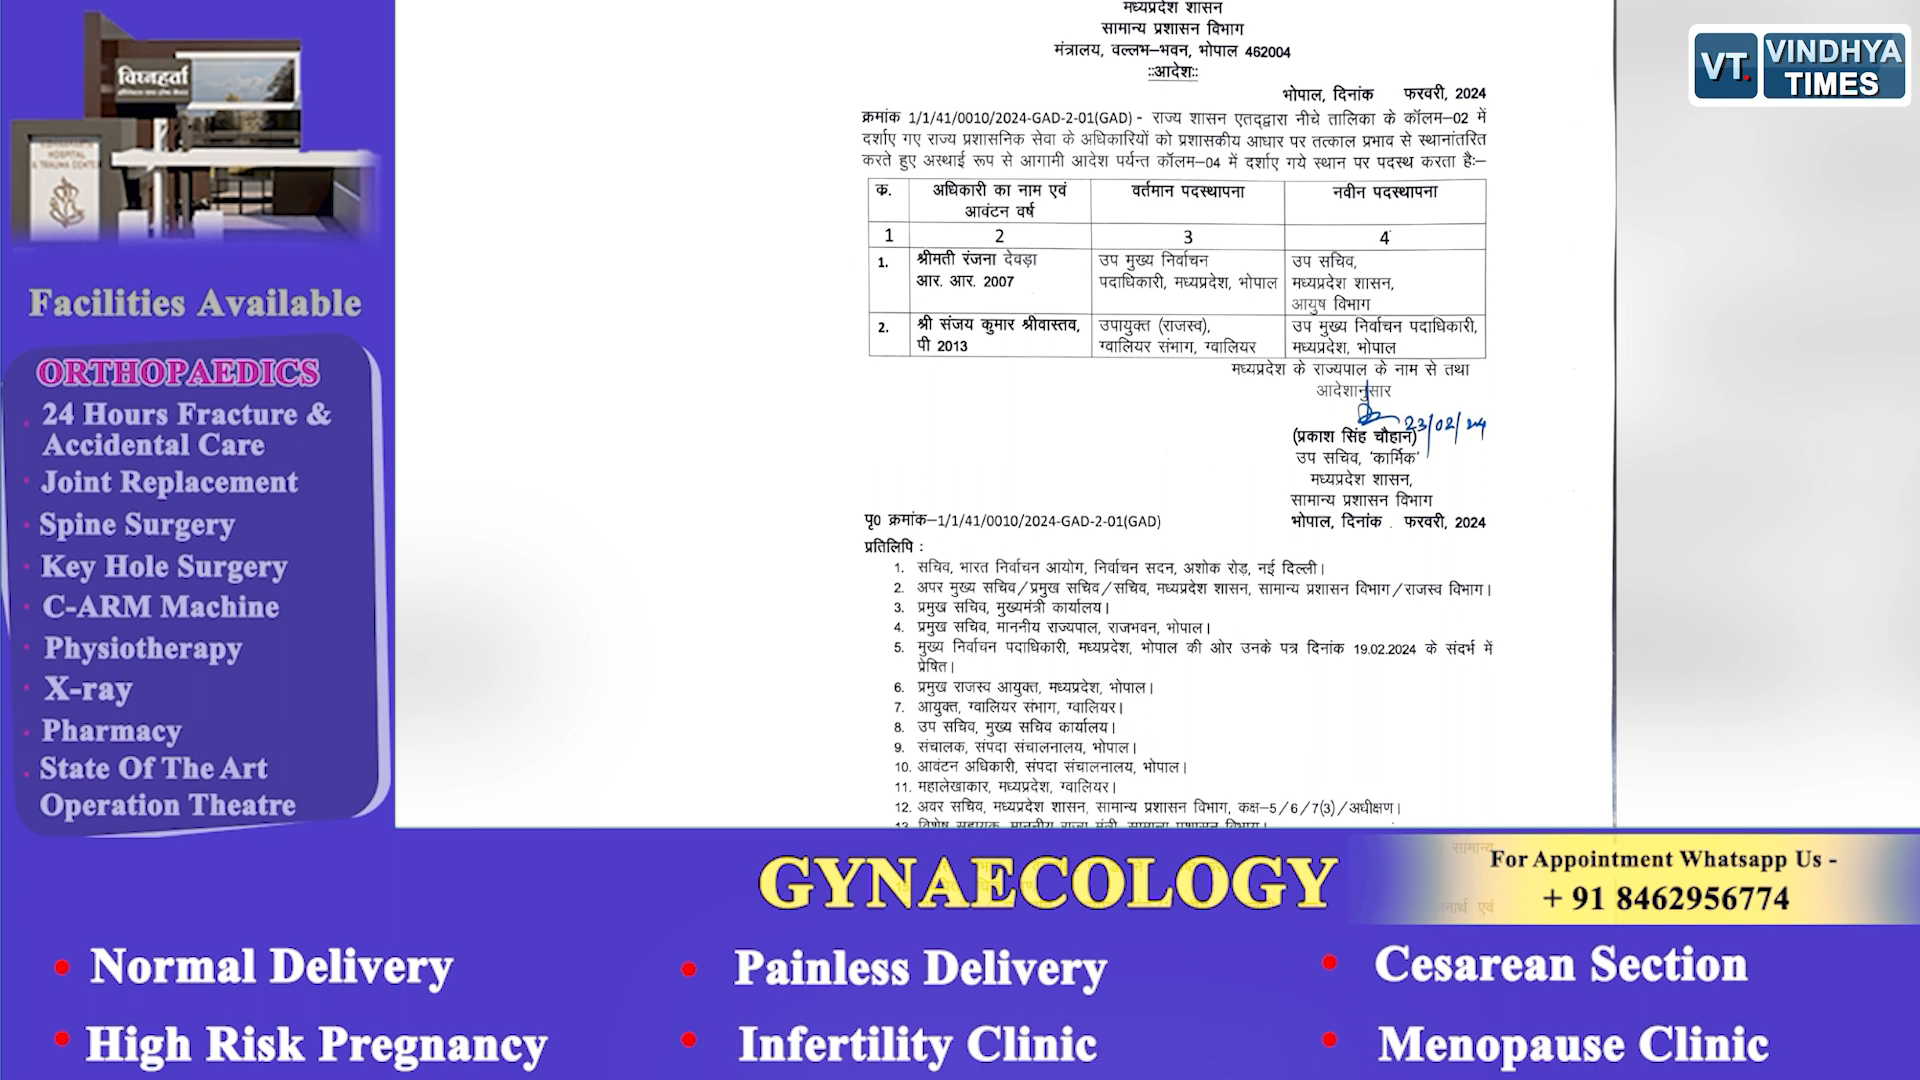 विघ्नहर्ता
Facilities Available
ORTHOPAEDICS
24 Hours Fracture &
Accidental Care
Joint Replacement
Spine Surgery
Key Hole Surgery
C-ARM Machine
Physiotherapy
X-ray
Pharmacy
State Of The Art
Operation Theatre
मध्यप्रदेश शासन
सामान्य प्रशासन विभाग
मंत्रालय, वल्लभ–भवन, भोपाल 462004
::आदेश::
भोपाल, दिनांक फरवरी, 2024
क्रमांक 1/1/41/0010/2024-GAD-2-01(GAD) - राज्य शासन एतद्द्वारा नीचे तालिका के कॉलम–02 में
दर्शाए गए राज्य प्रशासनिक सेवा के अधिकारियों को प्रशासकीय आधार पर तत्काल प्रभाव से स्थानांतरित
करते हुए अस्थाई रूप से आगामी आदेश पर्यन्त कॉलम–04 में दर्शाए गये स्थान पर पदस्थ करता है:–
क्र. अधिकारी का नाम एवं आवंटन वर्ष वर्तमान पदस्थापना नवीन पदस्थापना
1 2 3 4
1. श्रीमती रंजना देवड़ा उप मुख्य निर्वाचन उप सचिव,
आर. आर. 2007 पदाधिकारी, मध्यप्रदेश, भोपाल मध्यप्रदेश शासन,
आयुष विभाग
2. श्री संजय कुमार श्रीवास्तव, उपायुक्त (राजस्व), उप मुख्य निर्वाचन पदाधिकारी,
पी 2013 ग्वालियर संभाग, ग्वालियर मध्यप्रदेश, भोपाल
मध्यप्रदेश के राज्यपाल के नाम से तथा
आदेशानुसार
23/02/24
(प्रकाश सिंह चौहान)
उप सचिव, 'कार्मिक'
मध्यप्रदेश शासन,
सामान्य प्रशासन विभाग
पृ0 क्रमांक–1/1/41/0010/2024-GAD-2-01(GAD) भोपाल, दिनांक . फरवरी, 2024
प्रतिलिपि :
1. सचिव, भारत निर्वाचन आयोग, निर्वाचन सदन, अशोक रोड़, नई दिल्ली।
2. अपर मुख्य सचिव/प्रमुख सचिव/सचिव, मध्यप्रदेश शासन, सामान्य प्रशासन विभाग/राजस्व विभाग।
3. प्रमुख सचिव, मुख्यमंत्री कार्यालय।
4. प्रमुख सचिव, माननीय राज्यपाल, राजभवन, भोपाल।
5. मुख्य निर्वाचन पदाधिकारी, मध्यप्रदेश, भोपाल की ओर उनके पत्र दिनांक 19.02.2024 के संदर्भ में
प्रेषित।
6. प्रमुख राजस्व आयुक्त, मध्यप्रदेश, भोपाल।
7. आयुक्त, ग्वालियर संभाग, ग्वालियर।
8. उप सचिव, मुख्य सचिव कार्यालय।
9. संचालक, संपदा संचालनालय, भोपाल।
10. आवंटन अधिकारी, संपदा संचालनालय, भोपाल।
11. महालेखाकार, मध्यप्रदेश, ग्वालियर।
12. अवर सचिव, मध्यप्रदेश शासन, सामान्य प्रशासन विभाग, कक्ष–5/6/7(3)/अधीक्षण।
13. विशेष सहायक, माननीय राज्य मंत्री, सामान्य प्रशासन विभाग।
VT.
VINDHYA
TIMES
GYNAECOLOGY
For Appointment Whatsapp Us -
+ 91 8462956774
Normal Delivery
Painless Delivery
Cesarean Section
High Risk Pregnancy
Infertility Clinic
Menopause Clinic